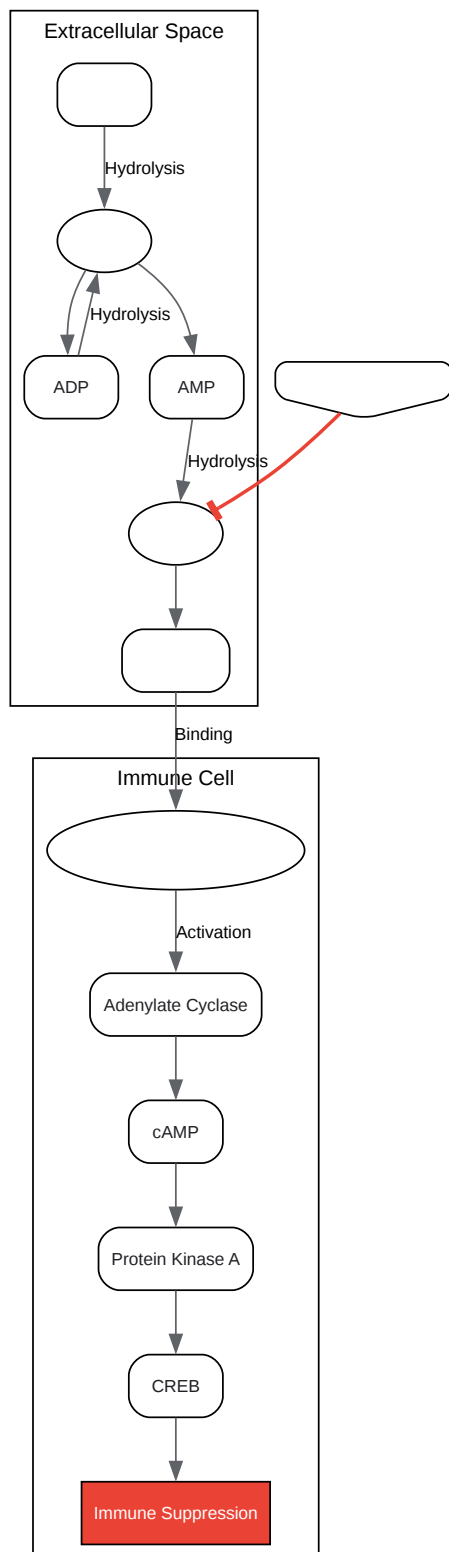 Extracellular Space
Hydrolysis
Hydrolysis
ADP
AMP
Hydrolysis
Binding
Immune Cell
Activation
Adenylate Cyclase
cAMP
Protein Kinase A
CREB
Immune Suppression